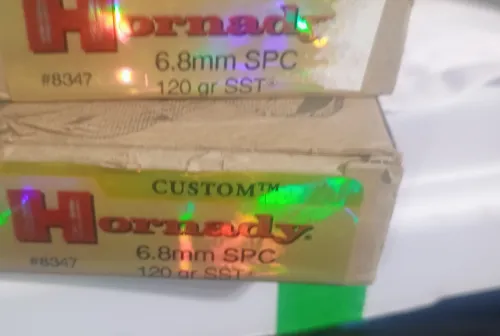 Hornady
6.8mm SPC
#8347
120 gr SST
CUSTOM™
Hornady®
6.8mm SPC
#8347
120 gr SST